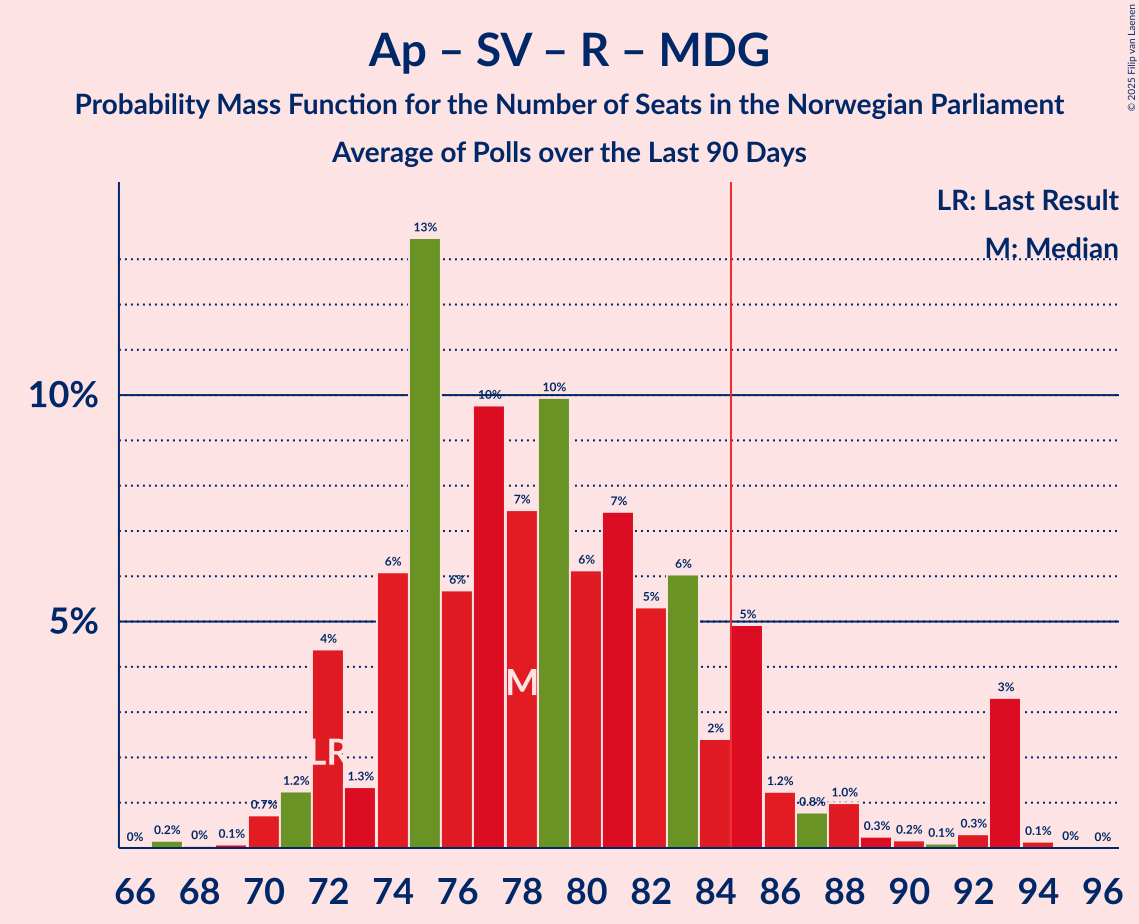 Ap – SV – R – MDG
Probability Mass Function for the Number of Seats in the Norwegian Parliament
Average of Polls over the Last 90 Days
© 2025 Filip van Laenen
LR: Last Result
M: Median
10%
5%
0% 0.2% 0% 0.1% 0.7% 1.2% 4% 1.3% 6% 13% 6% 10% 7% 10% 6% 7% 5% 6% 2% 5% 1.2% 0.8% 1.0% 0.3% 0.2% 0.1% 0.3% 3% 0.1% 0% 0%
M
LR
66 68 70 72 74 76 78 80 82 84 86 88 90 92 94 96